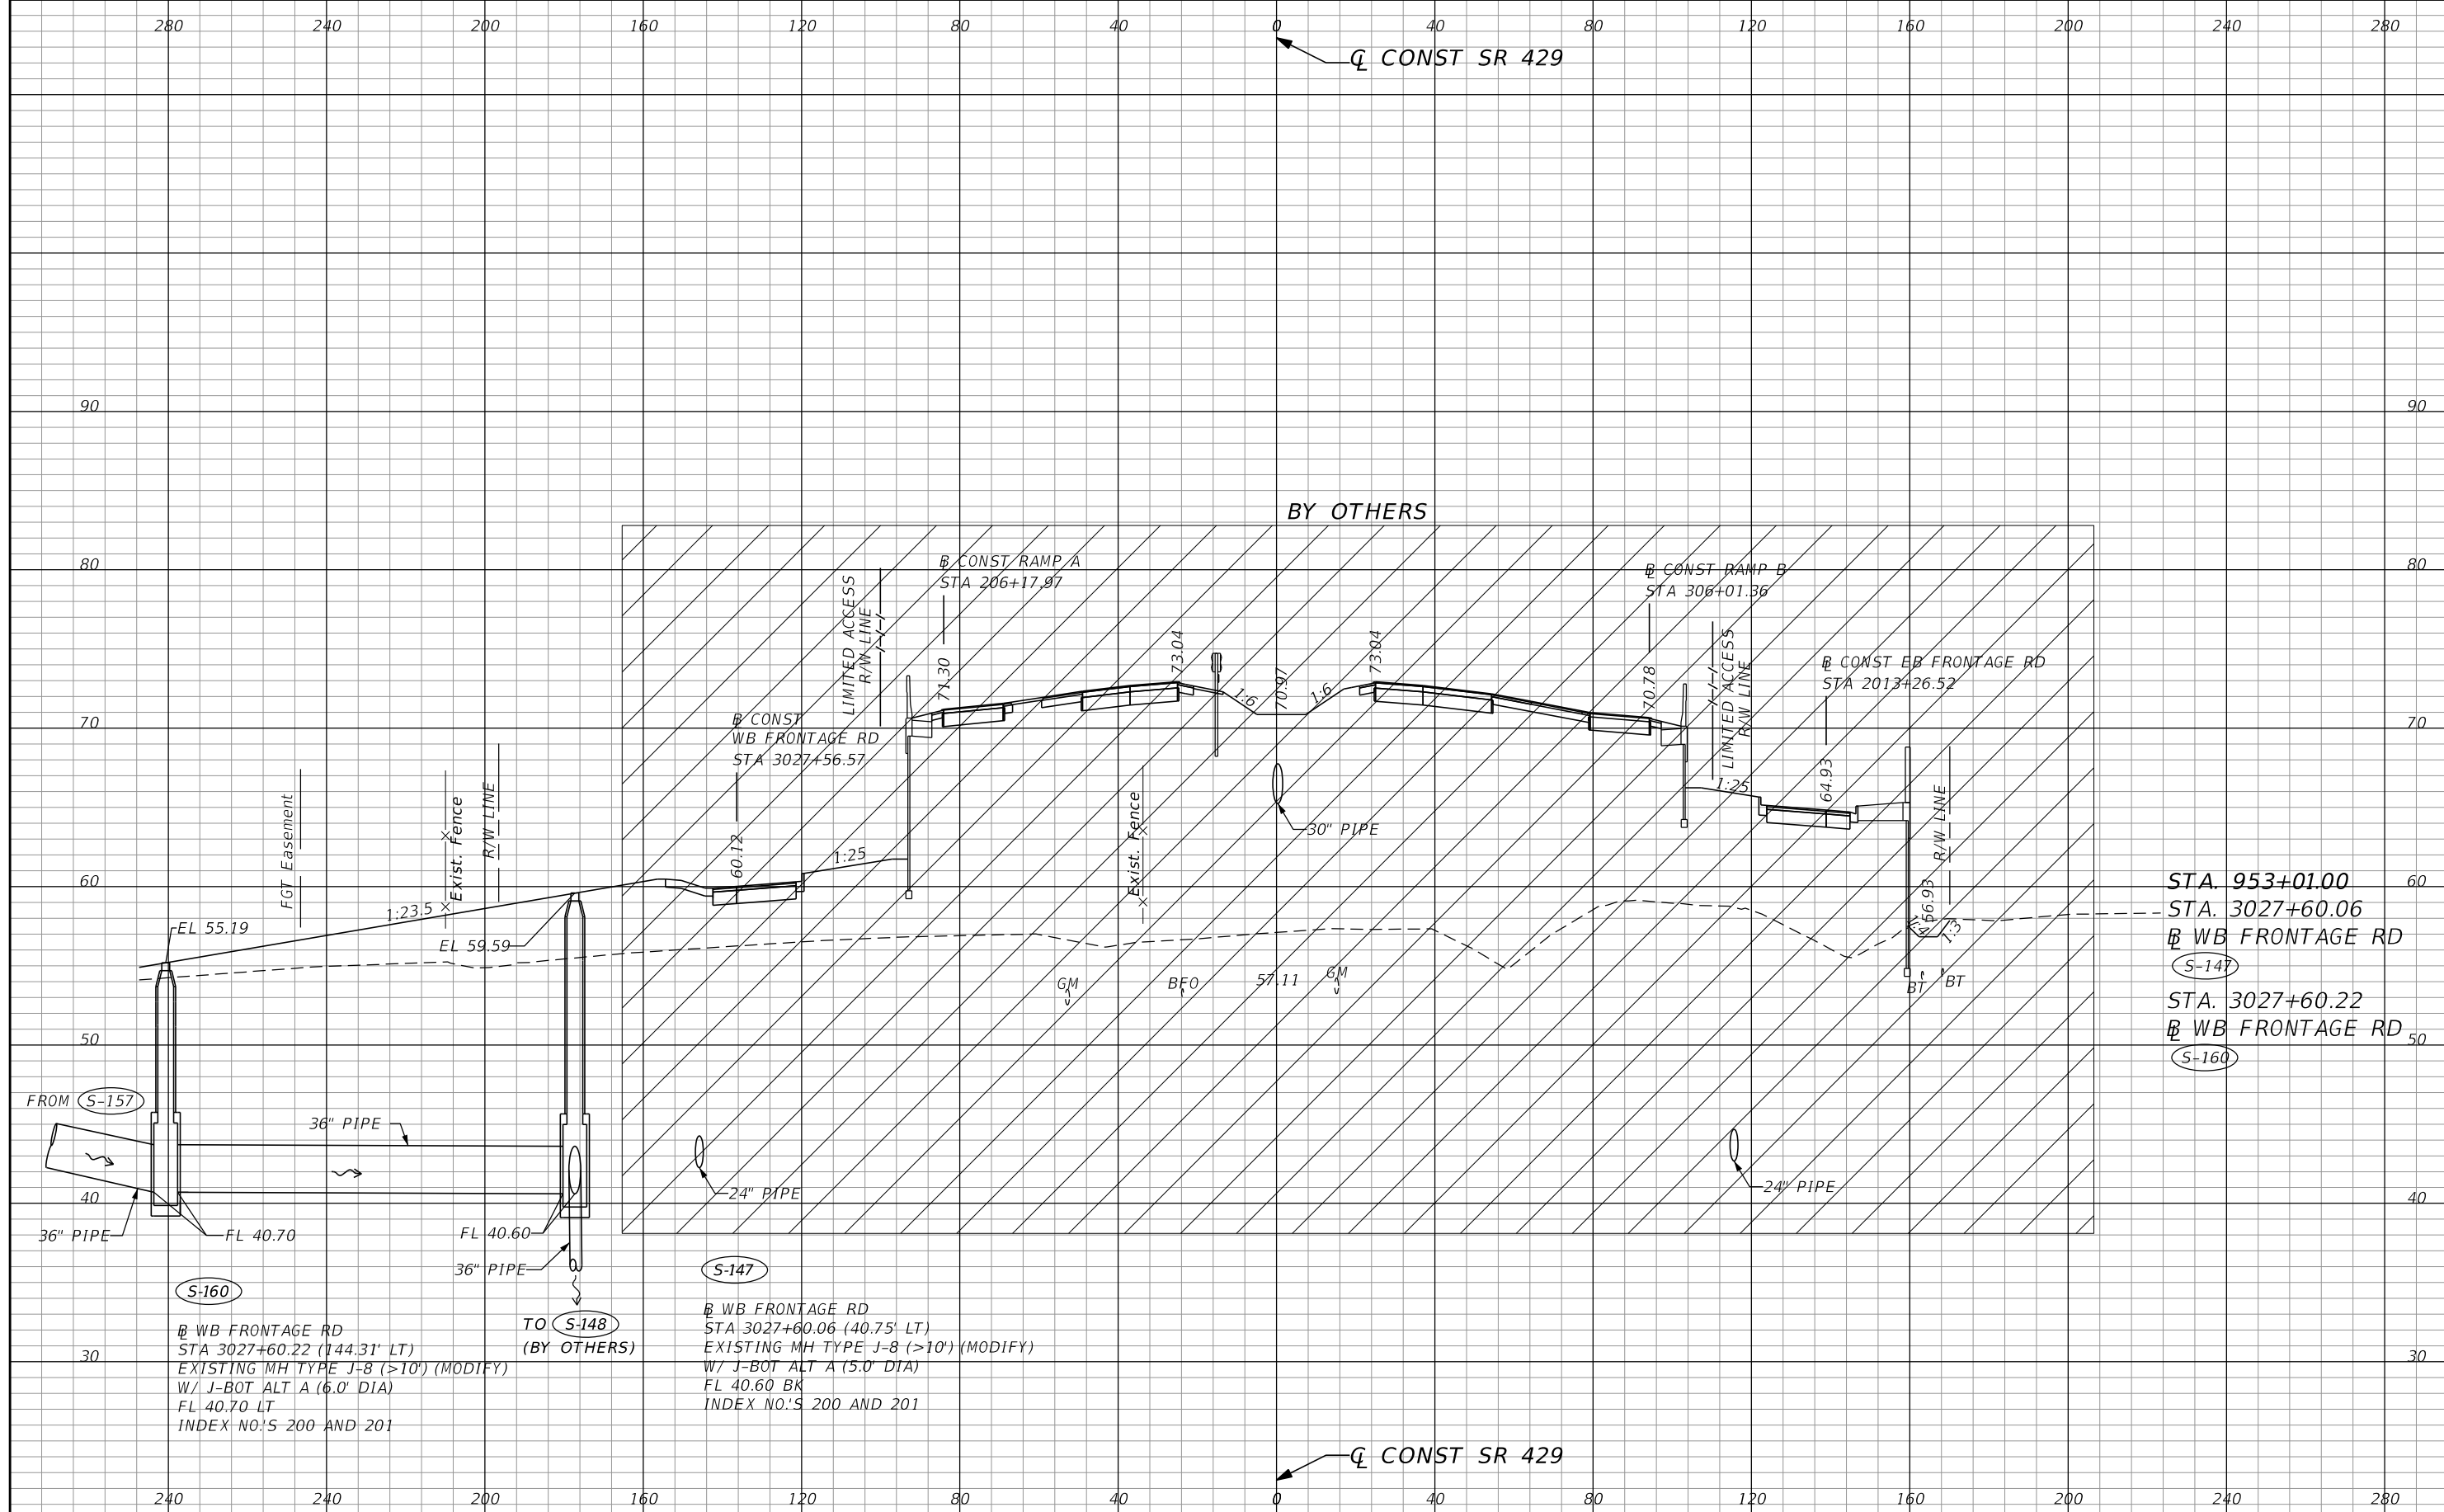 280 240 200 160 120 80 40 0 40 80 120 160 200 240 280
℄ CONST SR 429
90 90
BY OTHERS
80 80
B CONST RAMP A
STA 206+17.97
B CONST RAMP B
STA 306+01.36
LIMITED ACCESS
R/W LINE
71.30
73.04
70.97
73.04
70.78
LIMITED ACCESS
R/W LINE
B CONST EB FRONTAGE RD
STA 2013+26.52
1:6
1:6
70 70
B CONST
WB FRONTAGE RD
STA 3027+56.57
1:25
64.93
30" PIPE
60.12
1:25
FGT Easement
Exist. Fence
R/W LINE
Exist. Fence
R/W LINE
60 60
1:23.5
EL 55.19
EL 59.59
56.93
1:3
GM
BFO
57.11
GM
BT
BT
STA. 953+01.00
STA. 3027+60.06
B WB FRONTAGE RD
S-147
STA. 3027+60.22
B WB FRONTAGE RD
S-160
50 50
FROM S-157
36" PIPE
40 40
24" PIPE
24" PIPE
36" PIPE
FL 40.70
FL 40.60
36" PIPE
S-160
B WB FRONTAGE RD
STA 3027+60.22 (144.31' LT)
EXISTING MH TYPE J-8 (>10') (MODIFY)
W/ J-BOT ALT A (6.0' DIA)
FL 40.70 LT
INDEX NO.'S 200 AND 201
TO S-148
(BY OTHERS)
S-147
B WB FRONTAGE RD
STA 3027+60.06 (40.75' LT)
EXISTING MH TYPE J-8 (>10') (MODIFY)
W/ J-BOT ALT A (5.0' DIA)
FL 40.60 BK
INDEX NO.'S 200 AND 201
30 30
℄ CONST SR 429
240 240 200 160 120 80 40 0 40 80 120 160 200 240 280